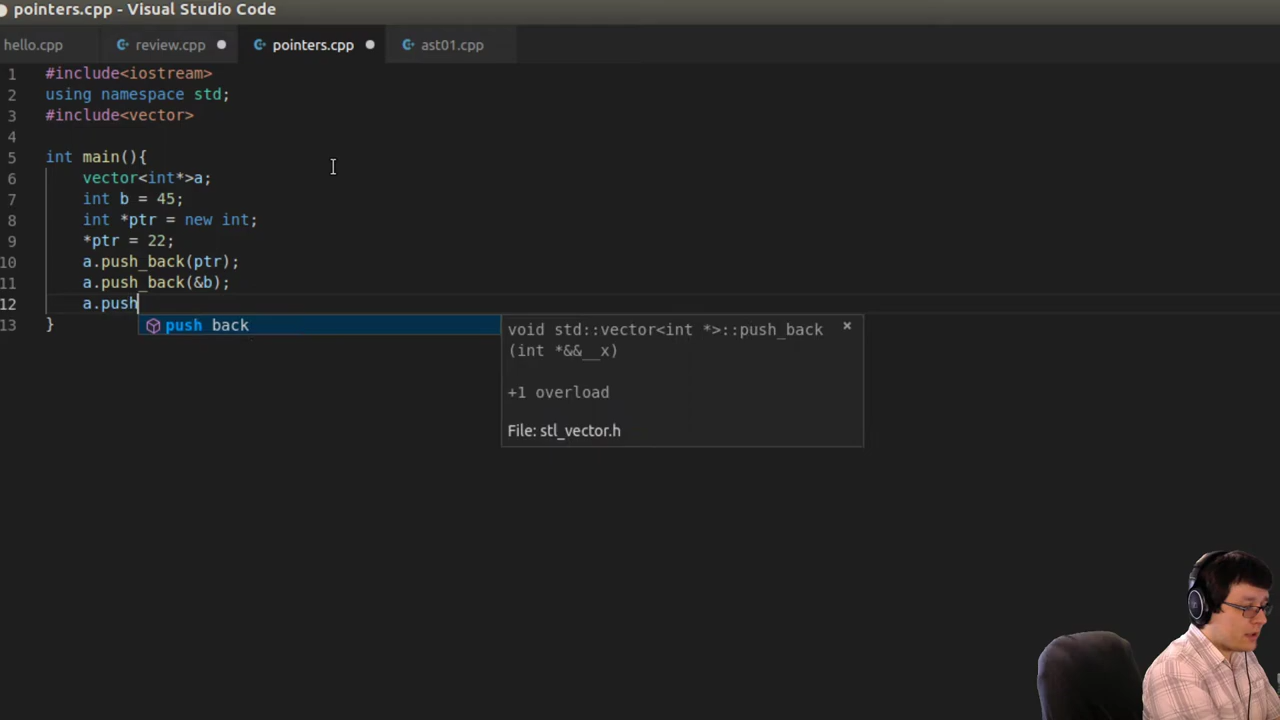 pointers.cpp - Visual Studio Code
hello.cpp review.cpp pointers.cpp ast01.cpp
1 #include<iostream>
2 using namespace std;
3 #include<vector>
4
5 int main(){
6 vector<int*>a;
7 int b = 45;
8 int *ptr = new int;
9 *ptr = 22;
10 a.push_back(ptr);
11 a.push_back(&b);
12 a.push
13 }
push_back
void std::vector<int *>::push_back
(int *&&__x)
+1 overload
File: stl_vector.h